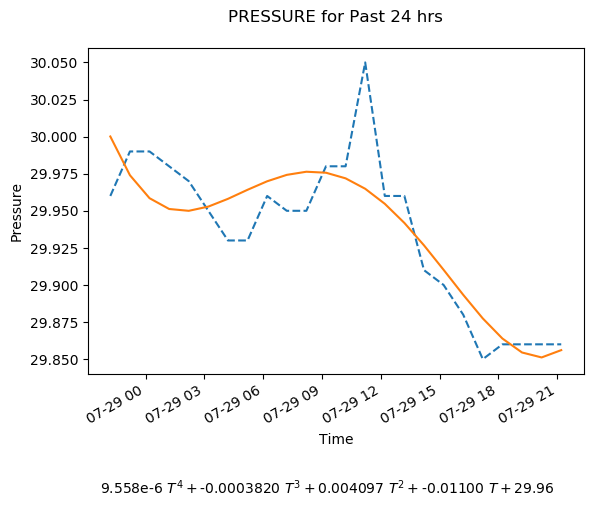 PRESSURE for Past 24 hrs
30.050
30.025
30.000
29.975
29.950
29.925
29.900
29.875
29.850
Pressure
07-29 00 07-29 03 07-29 06 07-29 09 07-29 12 07-29 15 07-29 18 07-29 21
Time
9.558e-6 T⁴ + -0.0003820 T³ + 0.004097 T² + -0.01100 T + 29.96